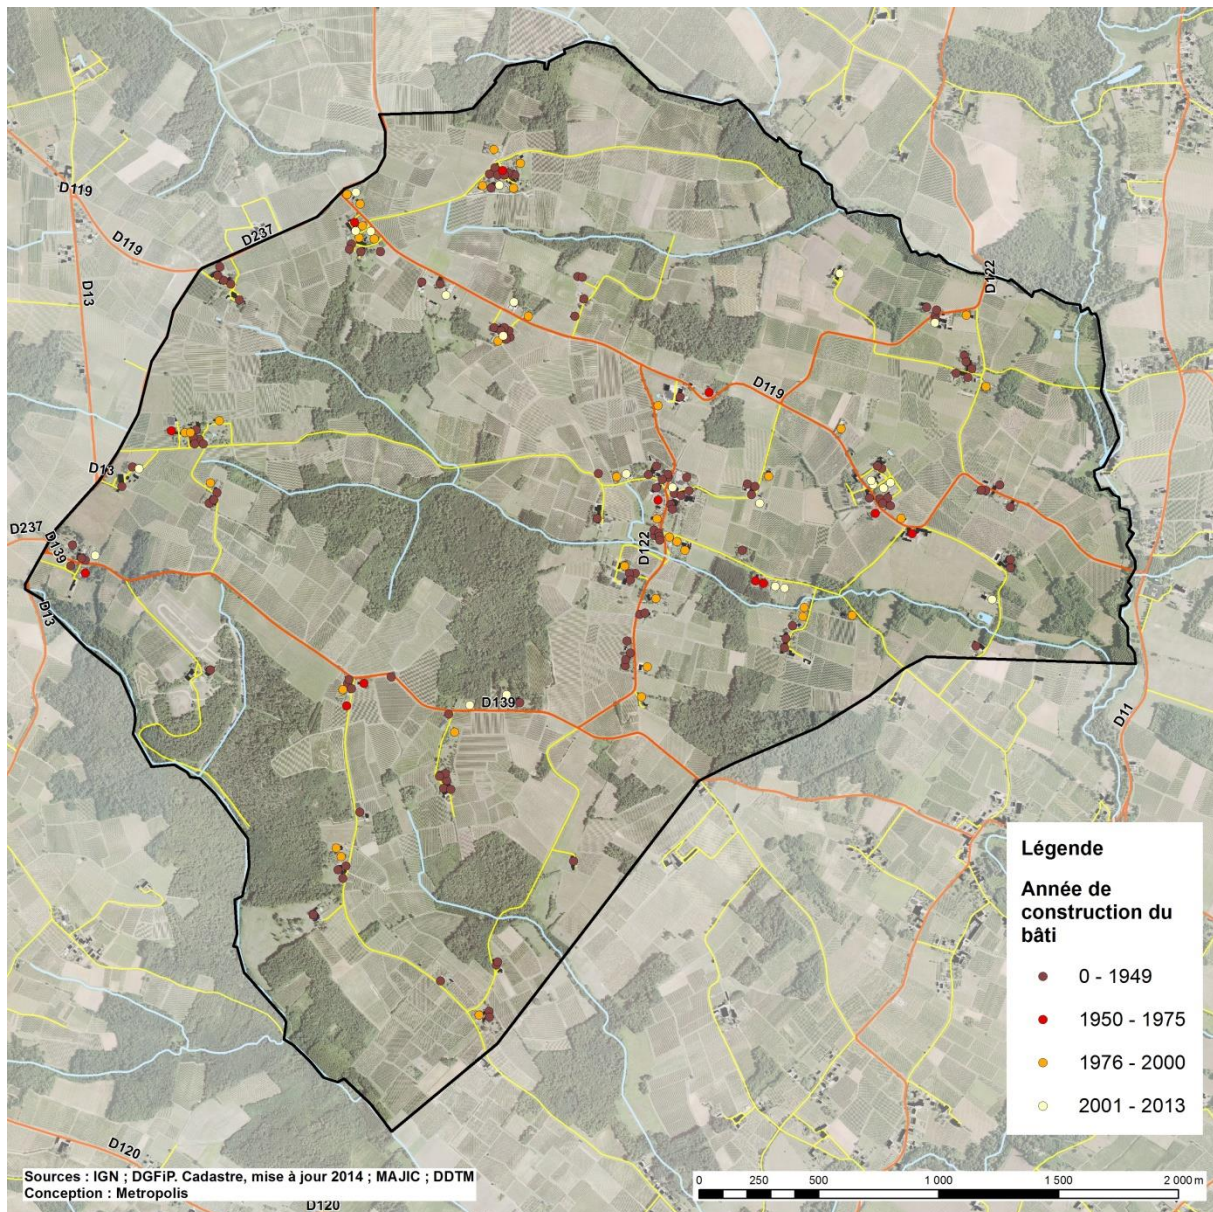 D119
D119
D237
D13
D122
D119
D13
D237
D139
D122
D13
D139
D11
Légende
Année de
construction du
bâti
0 - 1949
1950 - 1975
1976 - 2000
2001 - 2013
D120
Sources : IGN ; DGFiP. Cadastre, mise à jour 2014 ; MAJIC ; DDTM
Conception : Metropolis
D120
0 250 500 1 000 1 500 2 000 m